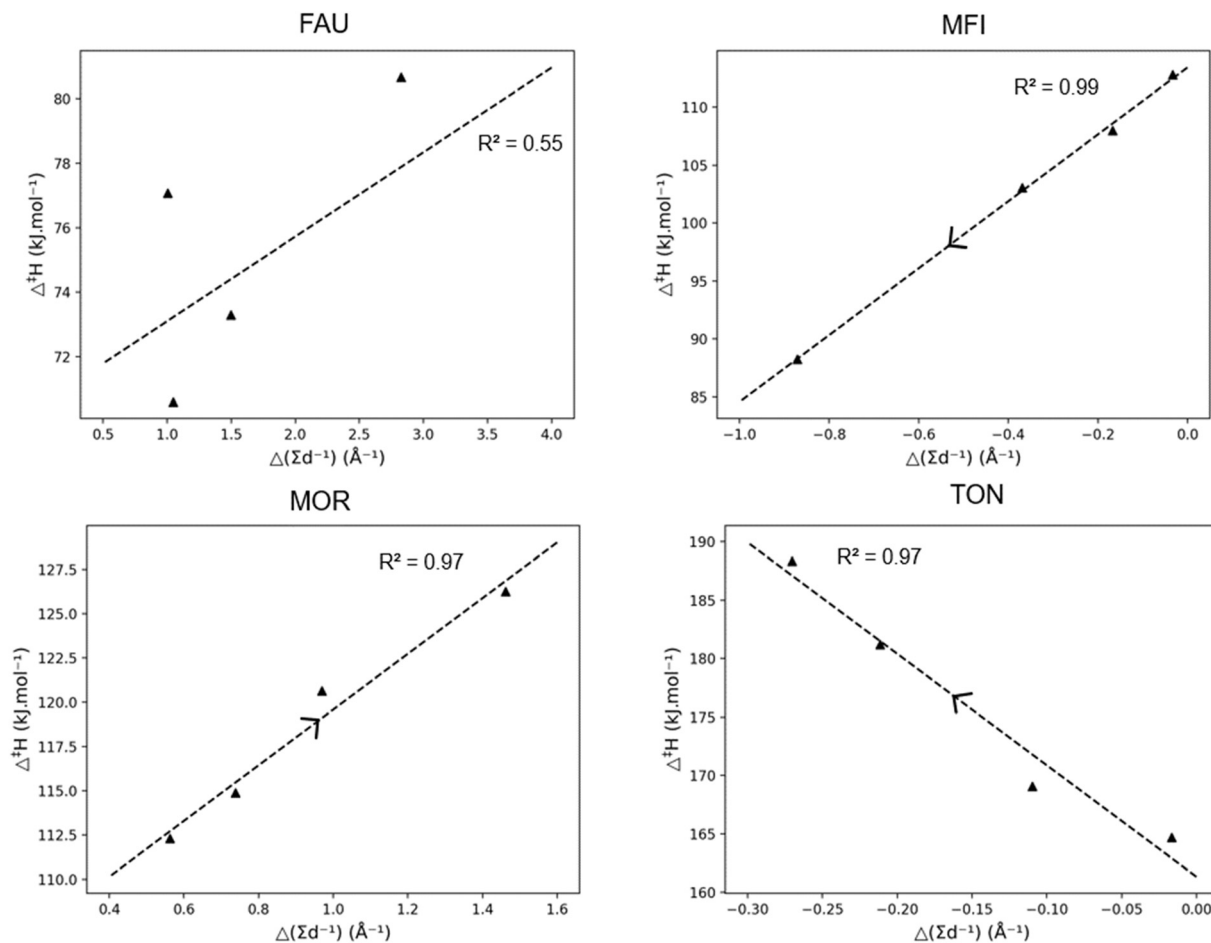 FAU
80
78
76
74
72
R² = 0.55
Δ‡H (kJ.mol⁻¹)
0.5 1.0 1.5 2.0 2.5 3.0 3.5 4.0
△(Σd⁻¹) (Å⁻¹)
MFI
110
105
100
95
90
85
R² = 0.99
Δ‡H (kJ.mol⁻¹)
−1.0 −0.8 −0.6 −0.4 −0.2 0.0
△(Σd⁻¹) (Å⁻¹)
MOR
127.5
125.0
122.5
120.0
117.5
115.0
112.5
110.0
R² = 0.97
Δ‡H (kJ.mol⁻¹)
0.4 0.6 0.8 1.0 1.2 1.4 1.6
△(Σd⁻¹) (Å⁻¹)
TON
190
185
180
175
170
165
160
R² = 0.97
Δ‡H (kJ.mol⁻¹)
−0.30 −0.25 −0.20 −0.15 −0.10 −0.05 0.00
△(Σd⁻¹) (Å⁻¹)